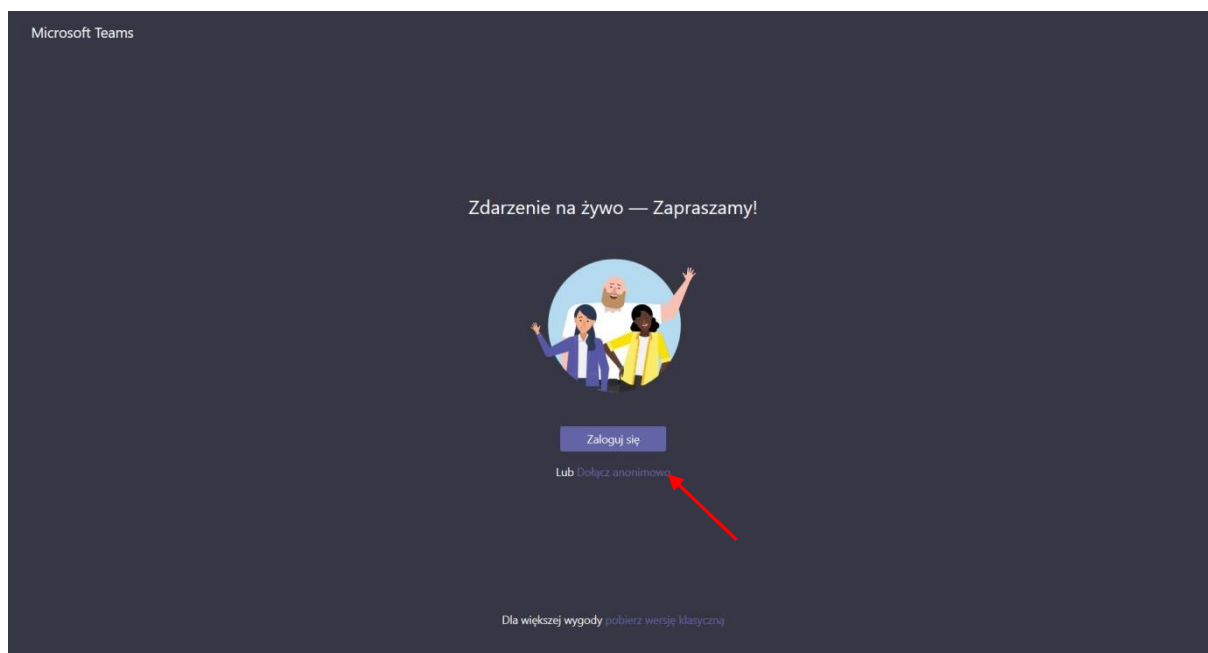 Microsoft Teams
Zdarzenie na żywo — Zapraszamy!
Zaloguj się
Lub Dołącz anonimowo
Dla większej wygody pobierz wersję klasyczną